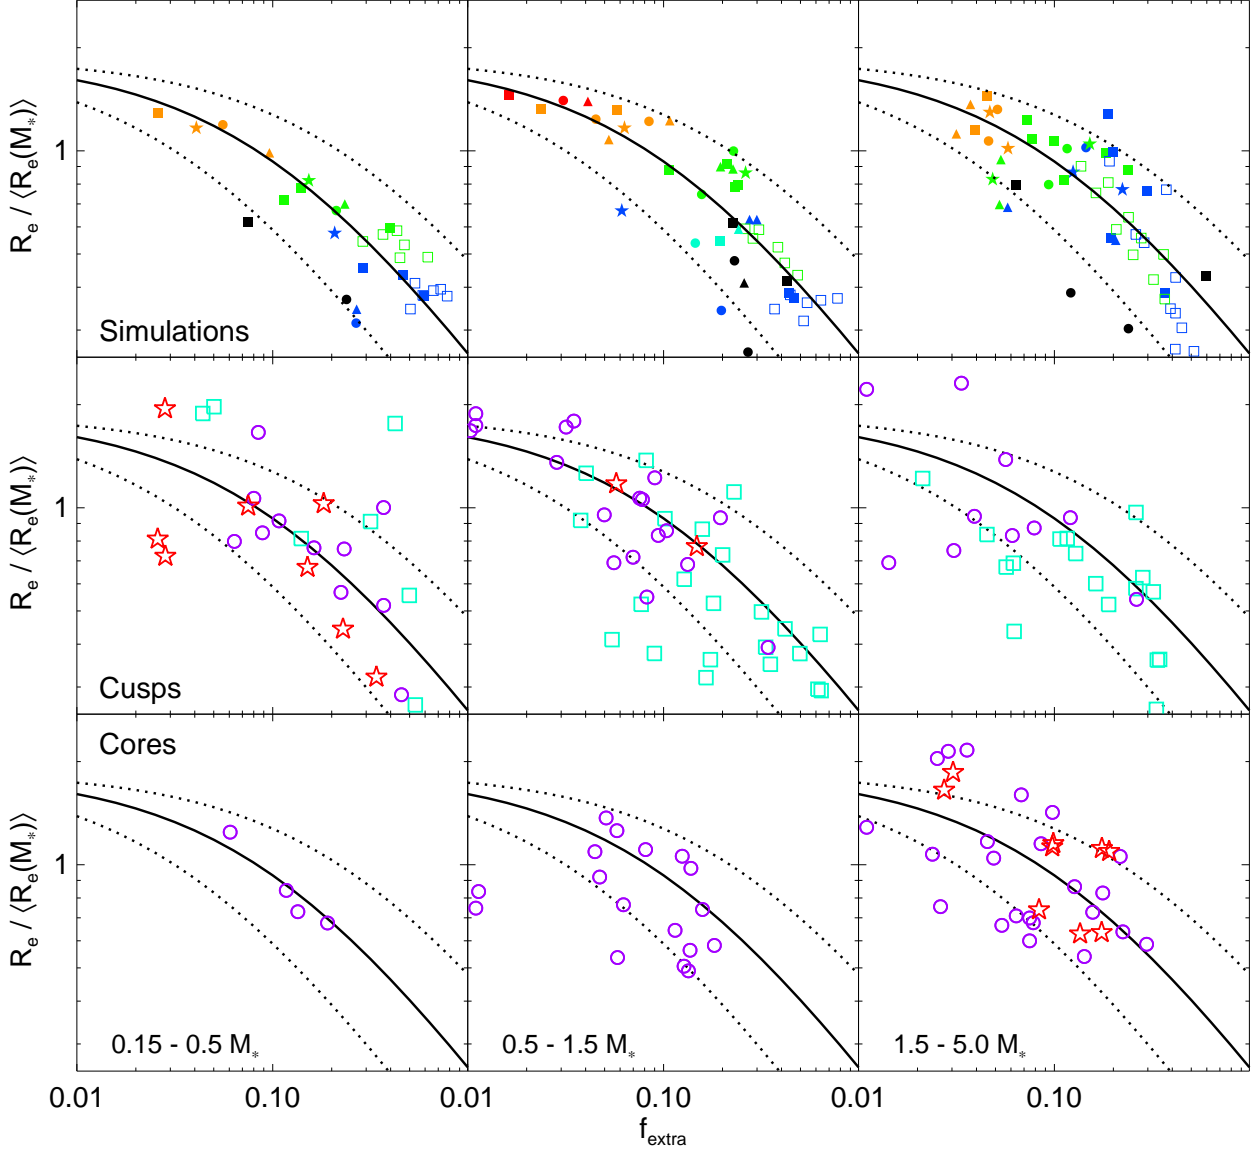 R_e / ⟨R_e(M_*)⟩
1
Simulations
R_e / ⟨R_e(M_*)⟩
1
Cusps
Cores
R_e / ⟨R_e(M_*)⟩
1
0.15 - 0.5 M_*
0.5 - 1.5 M_*
1.5 - 5.0 M_*
0.01 0.10 0.01 0.10 0.01 0.10
f_extra